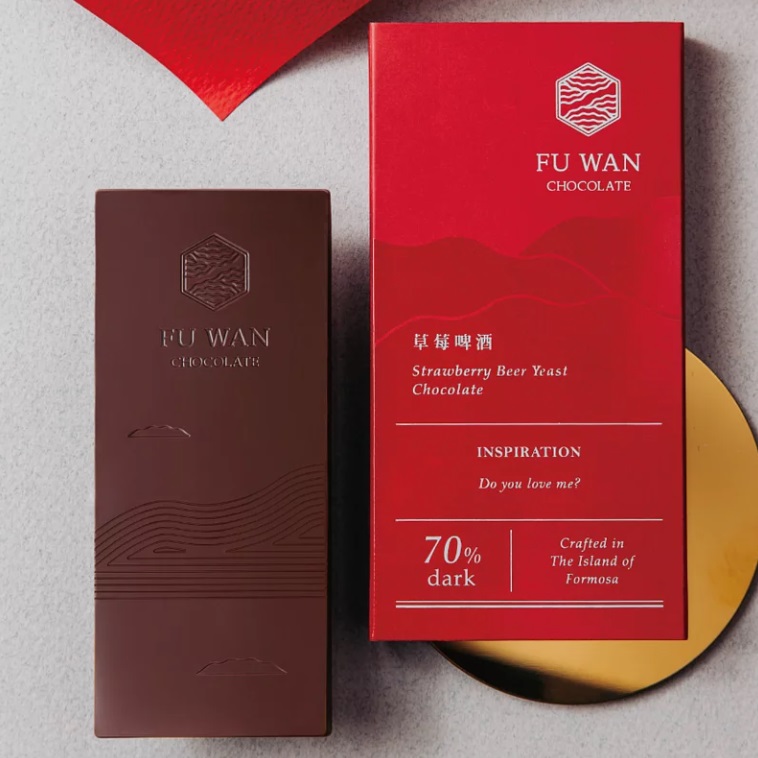 FU WAN
CHOCOLATE
FU WAN
CHOCOLATE
草莓啤酒
Strawberry Beer Yeast
Chocolate
INSPIRATION
Do you love me?
70%
dark
Crafted in
The Island of
Formosa